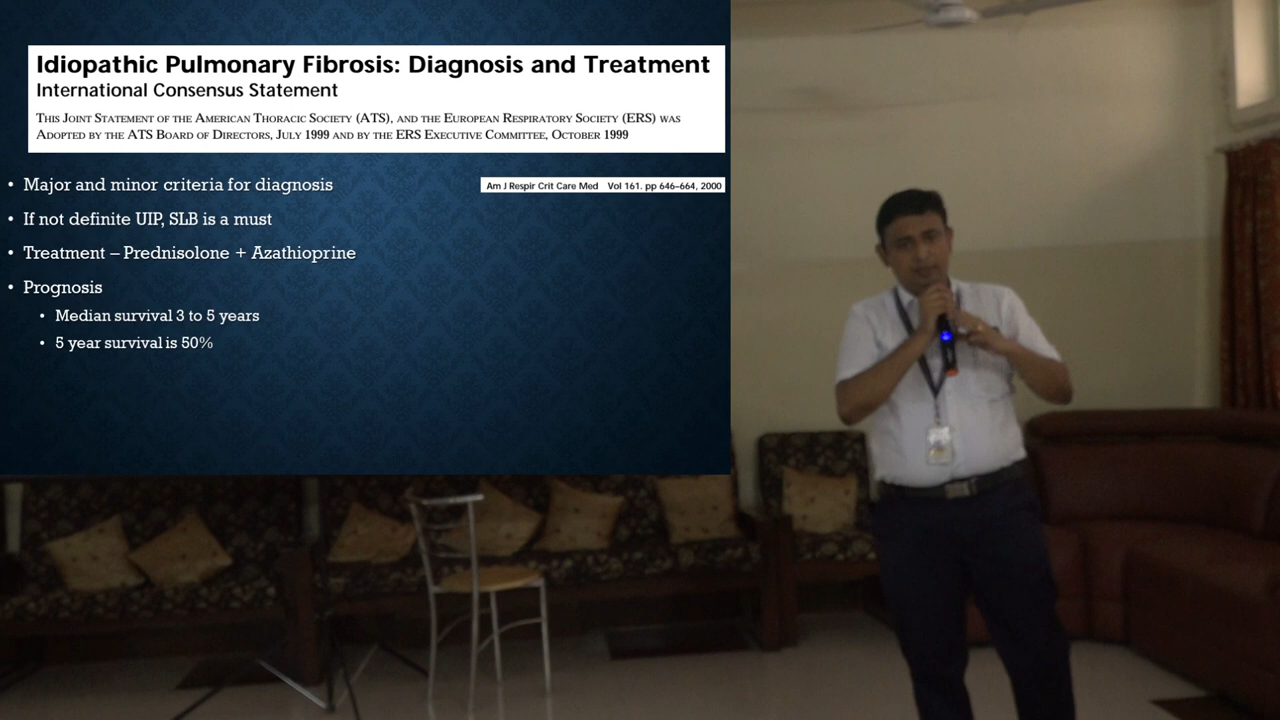 Idiopathic Pulmonary Fibrosis: Diagnosis and Treatment
International Consensus Statement
THIS JOINT STATEMENT OF THE AMERICAN THORACIC SOCIETY (ATS), AND THE EUROPEAN RESPIRATORY SOCIETY (ERS) WAS
ADOPTED BY THE ATS BOARD OF DIRECTORS, JULY 1999 AND BY THE ERS EXECUTIVE COMMITTEE, OCTOBER 1999
• Major and minor criteria for diagnosis
Am J Respir Crit Care Med Vol 161. pp 646–664, 2000
• If not definite UIP, SLB is a must
• Treatment – Prednisolone + Azathioprine
• Prognosis
• Median survival 3 to 5 years
• 5 year survival is 50%